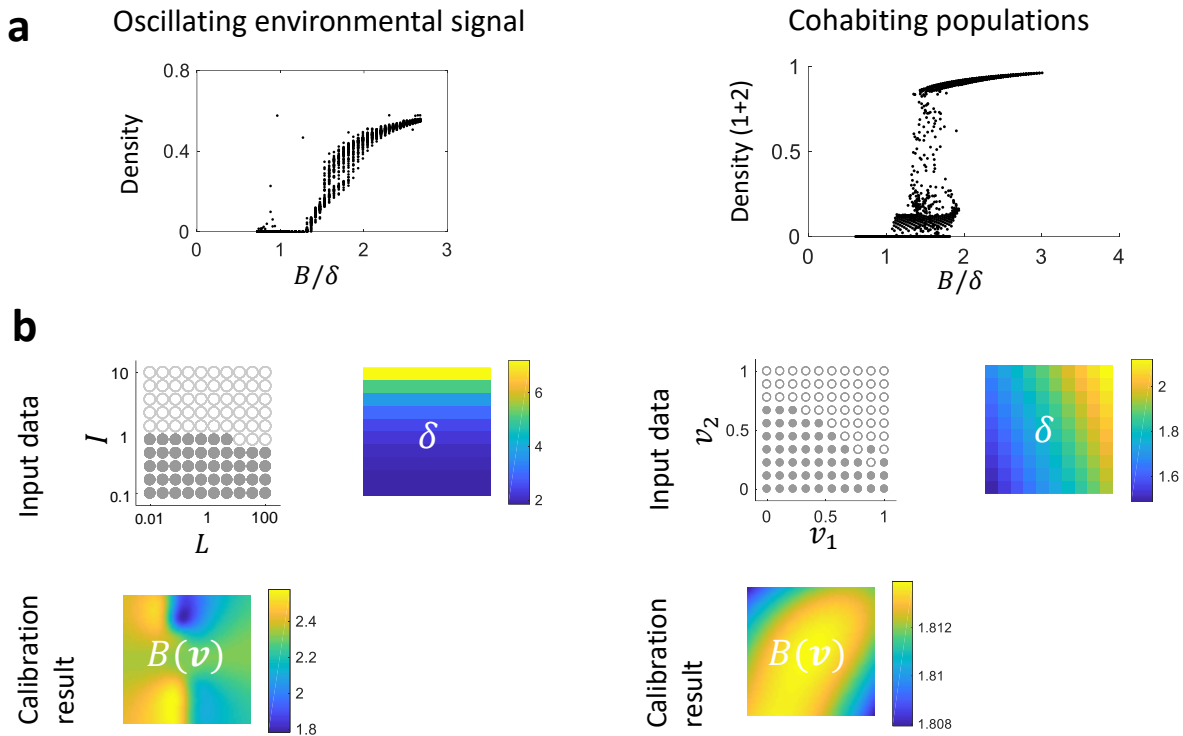 a
Oscillating environmental signal
Cohabiting populations
0.8
0.4
0
Density
0
1
2
3
B/δ
1
0.5
0
Density (1+2)
0
1
2
3
4
B/δ
b
Input data
10
1
0.1
I
0.01
1
100
L
δ
6
4
2
Input data
1
0.5
0
v₂
0
0.5
1
v₁
δ
2
1.8
1.6
Calibration
result
B(v)
2.4
2.2
2
1.8
Calibration
result
B(v)
1.812
1.81
1.808